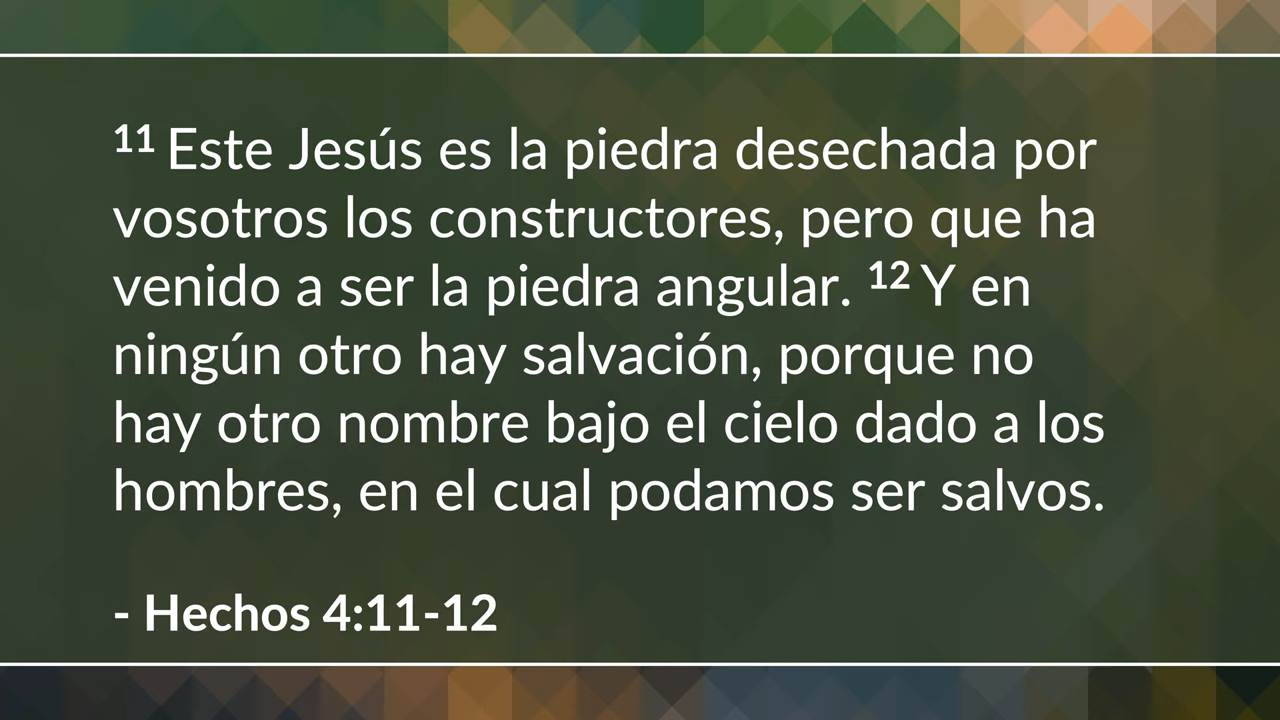 11 Este Jesús es la piedra desechada por
vosotros los constructores, pero que ha
venido a ser la piedra angular. 12 Y en
ningún otro hay salvación, porque no
hay otro nombre bajo el cielo dado a los
hombres, en el cual podamos ser salvos.
- Hechos 4:11-12